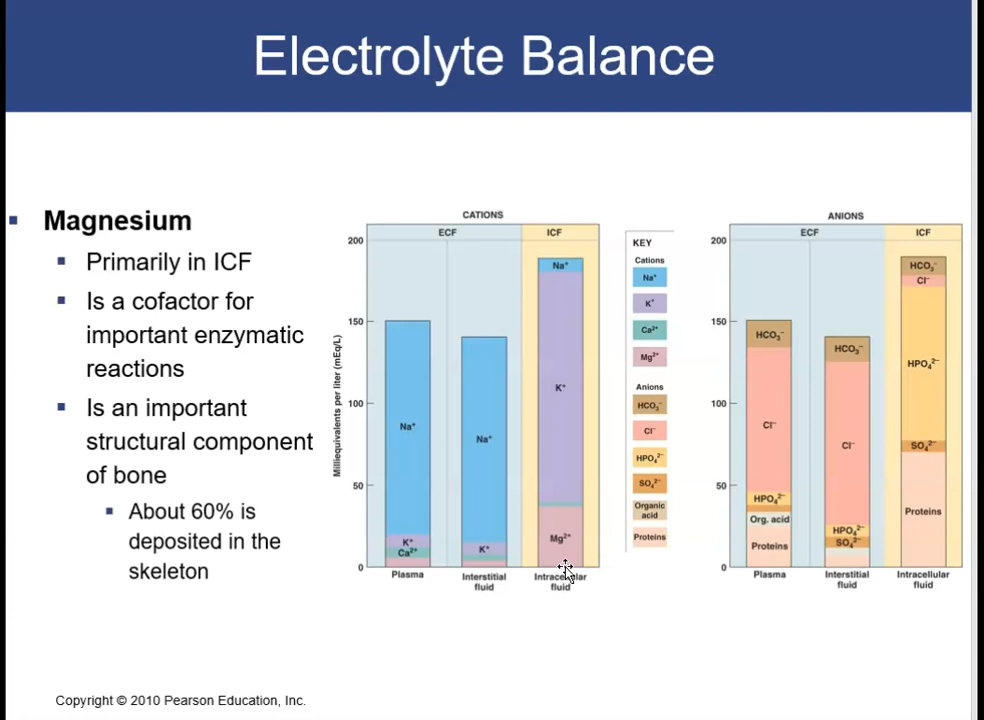 Electrolyte Balance
Magnesium
Primarily in ICF
Is a cofactor for
important enzymatic
reactions
Is an important
structural component
of bone
About 60% is
deposited in the
skeleton
CATIONS
ECF
ICF
Milliequivalents per liter (mEq/L)
200
150
100
50
0
Na⁺
K⁺
Ca²⁺
Na⁺
K⁺
Na⁺
K⁺
Mg²⁺
Plasma
Interstitial
fluid
Intracellular
fluid
KEY
Cations
Na⁺
K⁺
Ca²⁺
Mg²⁺
Anions
HCO₃⁻
Cl⁻
HPO₄²⁻
SO₄²⁻
Organic
acid
Proteins
ANIONS
ECF
ICF
200
150
100
50
0
HCO₃⁻
Cl⁻
HPO₄²⁻
Org. acid
Proteins
HCO₃⁻
Cl⁻
HPO₄²⁻
SO₄²⁻
HCO₃⁻
Cl⁻
HPO₄²⁻
SO₄²⁻
Proteins
Plasma
Interstitial
fluid
Intracellular
fluid
Copyright © 2010 Pearson Education, Inc.